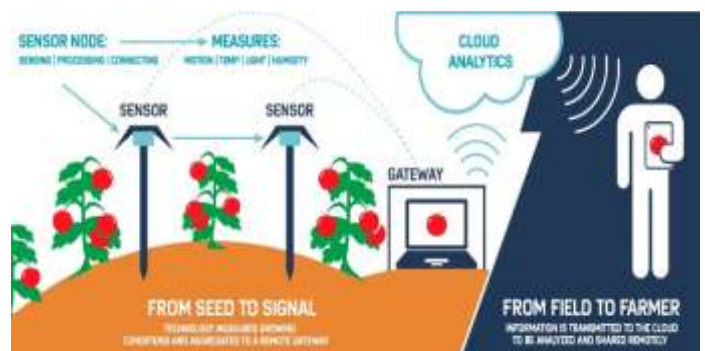 SENSOR NODE:
MEASURES:
SENSING | PROCESSING | CONNECTING
MOTION | TEMP | LIGHT | HUMIDITY
SENSOR
SENSOR
CLOUD
ANALYTICS
GATEWAY
FROM SEED TO SIGNAL
TECHNOLOGY MEASURES GROWING
CONDITIONS AND AGGREGATES TO A REMOTE GATEWAY
FROM FIELD TO FARMER
INFORMATION IS TRANSMITTED TO THE CLOUD
TO BE ANALYZED AND SHARED REMOTELY